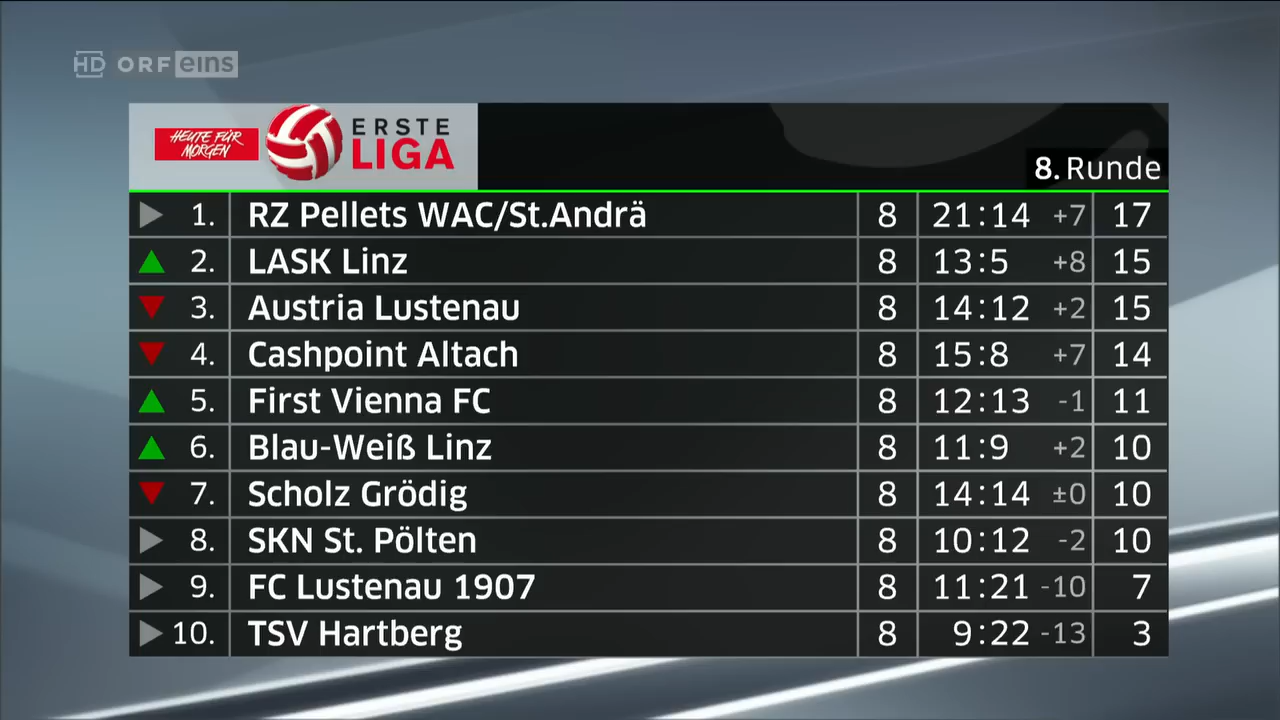 HD ORF eins
HEUTE FÜR
MORGEN
ERSTE
LIGA
8. Runde
1. RZ Pellets WAC/St.Andrä 8 21:14 +7 17
2. LASK Linz 8 13:5 +8 15
3. Austria Lustenau 8 14:12 +2 15
4. Cashpoint Altach 8 15:8 +7 14
5. First Vienna FC 8 12:13 -1 11
6. Blau-Weiß Linz 8 11:9 +2 10
7. Scholz Grödig 8 14:14 ±0 10
8. SKN St. Pölten 8 10:12 -2 10
9. FC Lustenau 1907 8 11:21 -10 7
10. TSV Hartberg 8 9:22 -13 3